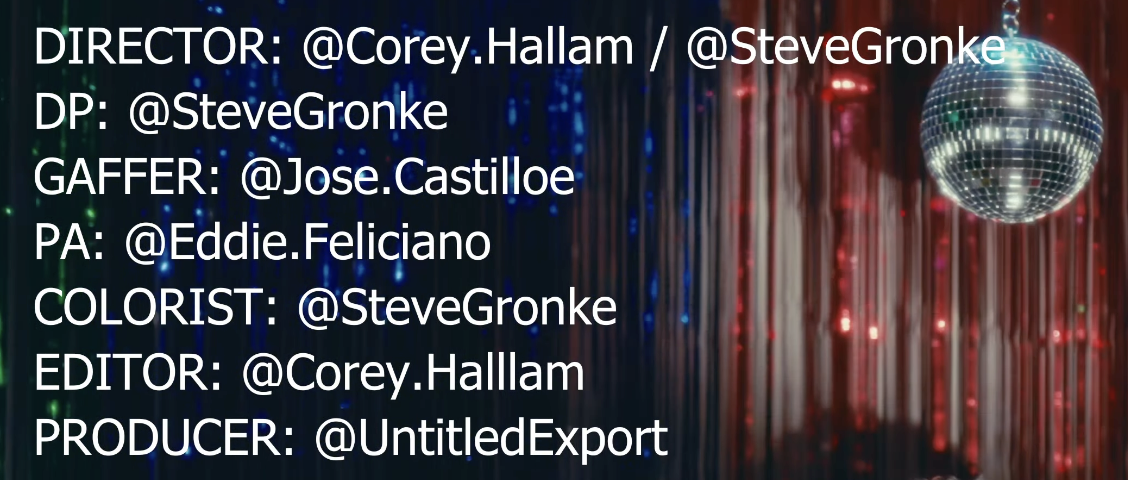 DIRECTOR: @Corey.Hallam / @SteveGronke
DP: @SteveGronke
GAFFER: @Jose.Castilloe
PA: @Eddie.Feliciano
COLORIST: @SteveGronke
EDITOR: @Corey.Halllam
PRODUCER: @UntitledExport